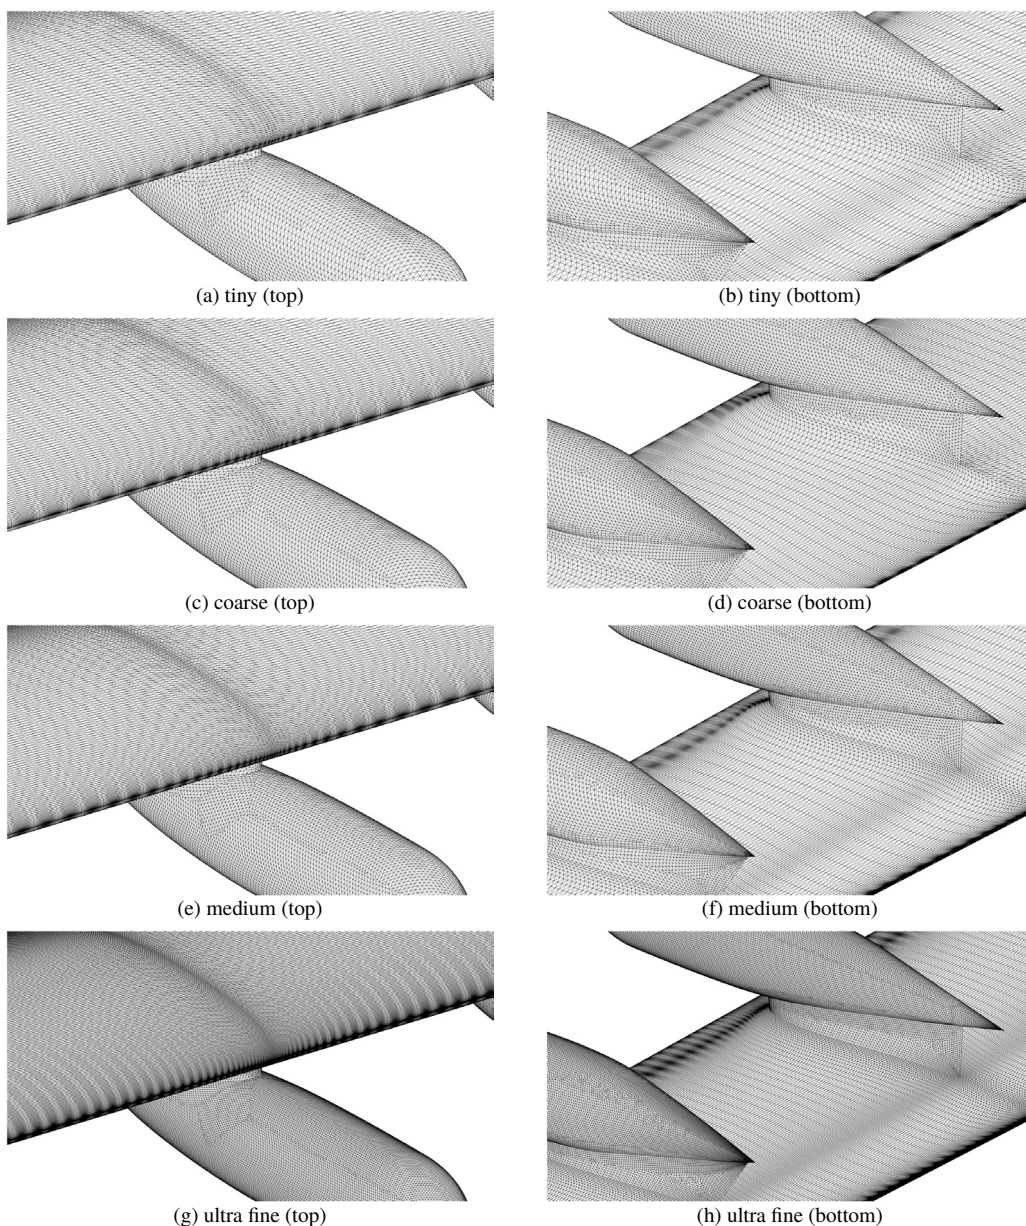 (a) tiny (top)
(b) tiny (bottom)
(c) coarse (top)
(d) coarse (bottom)
(e) medium (top)
(f) medium (bottom)
(g) ultra fine (top)
(h) ultra fine (bottom)